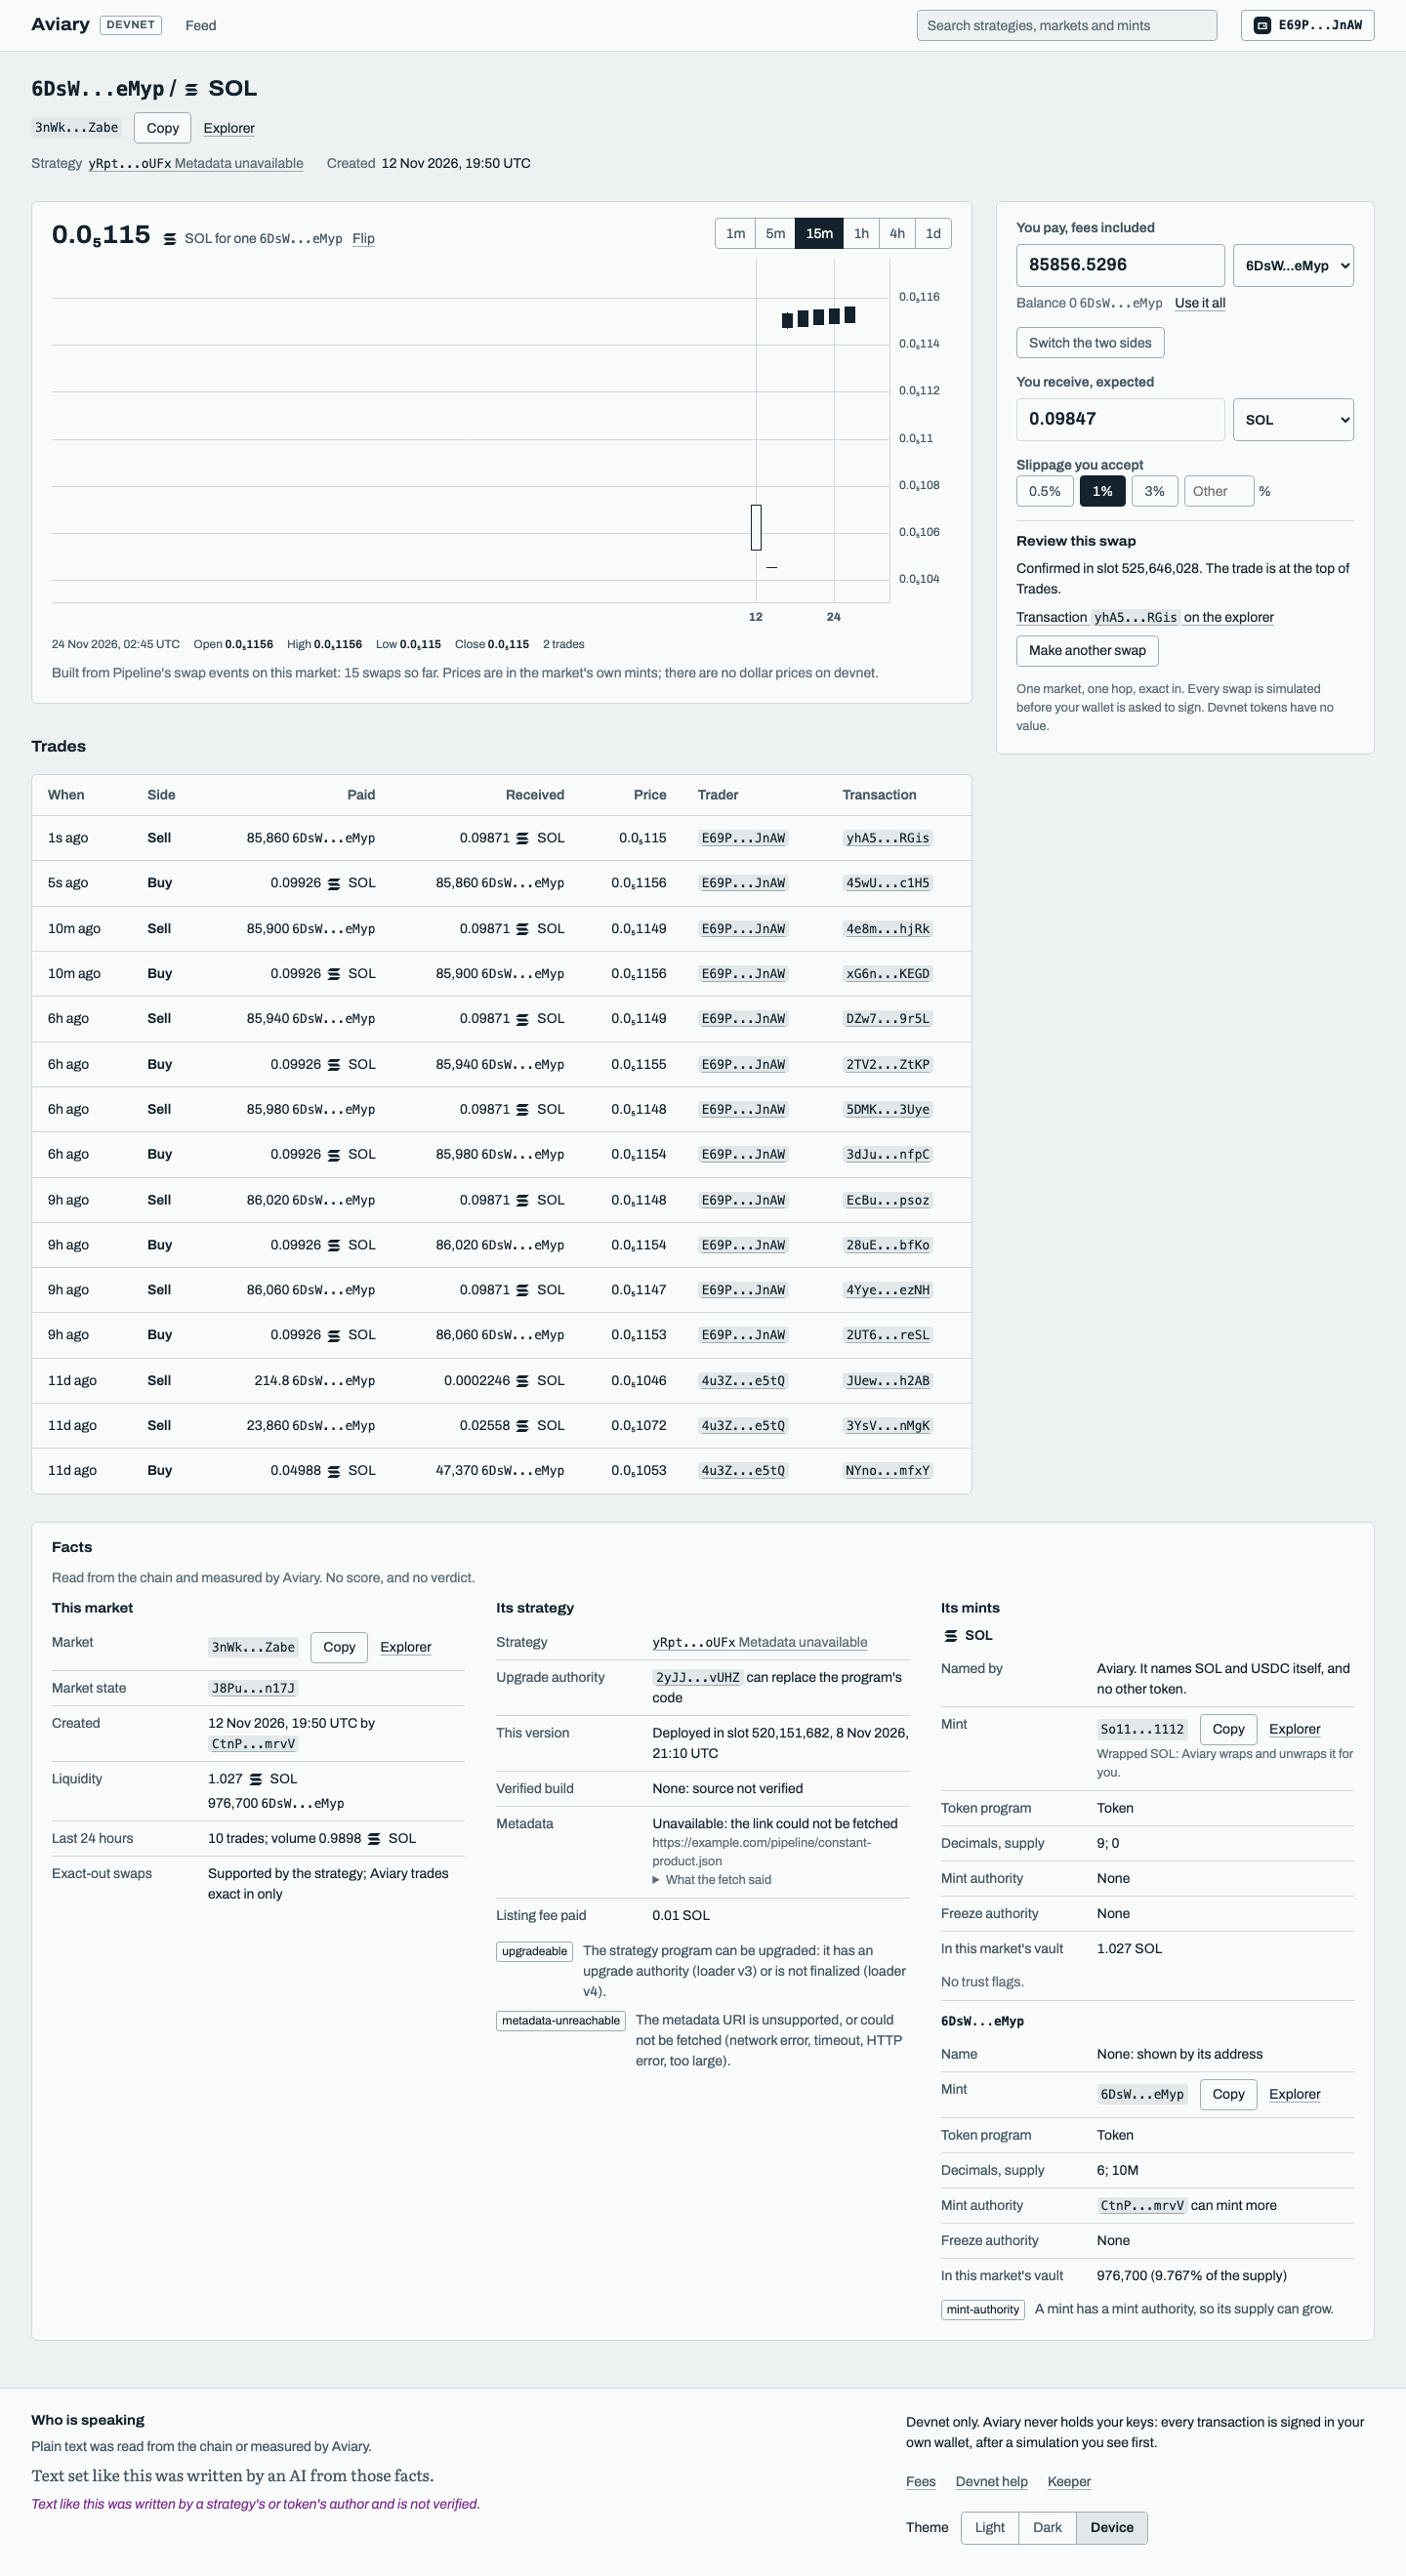 Aviary DEVNET Feed Search strategies, markets and mints E69P...JnAW
6DsW...eMyp / SOL
3nWk...Zabe Copy Explorer
Strategy yRpt...oUFx Metadata unavailable Created 12 Nov 2026, 19:50 UTC
0.0₅115 SOL for one 6DsW...eMyp Flip
1m 5m 15m 1h 4h 1d
0.0₅116
0.0₅114
0.0₅112
0.0₅11
0.0₅108
0.0₅106
0.0₅104
12 24
24 Nov 2026, 02:45 UTC Open 0.0₅1156 High 0.0₅1156 Low 0.0₅115 Close 0.0₅115 2 trades
Built from Pipeline's swap events on this market: 15 swaps so far. Prices are in the market's own mints; there are no dollar prices on devnet.
You pay, fees included
85856.5296 6DsW...eMyp
Balance 0 6DsW...eMyp Use it all
Switch the two sides
You receive, expected
0.09847 SOL
Slippage you accept
0.5% 1% 3% Other %
Review this swap
Confirmed in slot 525,646,028. The trade is at the top of
Trades.
Transaction yhA5...RGis on the explorer
Make another swap
One market, one hop, exact in. Every swap is simulated
before your wallet is asked to sign. Devnet tokens have no
value.
Trades
When Side Paid Received Price Trader Transaction
1s ago Sell 85,860 6DsW...eMyp 0.09871 SOL 0.0₅115 E69P...JnAW yhA5...RGis
5s ago Buy 0.09926 SOL 85,860 6DsW...eMyp 0.0₅1156 E69P...JnAW 45wU...c1H5
10m ago Sell 85,900 6DsW...eMyp 0.09871 SOL 0.0₅1149 E69P...JnAW 4e8m...hjRk
10m ago Buy 0.09926 SOL 85,900 6DsW...eMyp 0.0₅1156 E69P...JnAW xG6n...KEGD
6h ago Sell 85,940 6DsW...eMyp 0.09871 SOL 0.0₅1149 E69P...JnAW DZw7...9r5L
6h ago Buy 0.09926 SOL 85,940 6DsW...eMyp 0.0₅1155 E69P...JnAW 2TV2...ZtKP
6h ago Sell 85,980 6DsW...eMyp 0.09871 SOL 0.0₅1148 E69P...JnAW 5DMK...3Uye
6h ago Buy 0.09926 SOL 85,980 6DsW...eMyp 0.0₅1154 E69P...JnAW 3dJu...nfpC
9h ago Sell 86,020 6DsW...eMyp 0.09871 SOL 0.0₅1148 E69P...JnAW EcBu...psoz
9h ago Buy 0.09926 SOL 86,020 6DsW...eMyp 0.0₅1154 E69P...JnAW 28uE...bfKo
9h ago Sell 86,060 6DsW...eMyp 0.09871 SOL 0.0₅1147 E69P...JnAW 4Yye...ezNH
9h ago Buy 0.09926 SOL 86,060 6DsW...eMyp 0.0₅1153 E69P...JnAW 2UT6...reSL
11d ago Sell 214.8 6DsW...eMyp 0.0002246 SOL 0.0₅1046 4u3Z...e5tQ JUew...h2AB
11d ago Sell 23,860 6DsW...eMyp 0.02558 SOL 0.0₅1072 4u3Z...e5tQ 3YsV...nMgK
11d ago Buy 0.04988 SOL 47,370 6DsW...eMyp 0.0₅1053 4u3Z...e5tQ NYno...mfxY
Facts
Read from the chain and measured by Aviary. No score, and no verdict.
This market
Market 3nWk...Zabe Copy Explorer
Market state J8Pu...n17J
Created 12 Nov 2026, 19:50 UTC by
CtnP...mrvV
Liquidity 1.027 SOL
976,700 6DsW...eMyp
Last 24 hours 10 trades; volume 0.9898 SOL
Exact-out swaps Supported by the strategy; Aviary trades
exact in only
Its strategy
Strategy yRpt...oUFx Metadata unavailable
Upgrade authority 2yJJ...vUHZ can replace the program's
code
This version Deployed in slot 520,151,682, 8 Nov 2026,
21:10 UTC
Verified build None: source not verified
Metadata Unavailable: the link could not be fetched
https://example.com/pipeline/constant-
product.json
What the fetch said
Listing fee paid 0.01 SOL
upgradeable The strategy program can be upgraded: it has an
upgrade authority (loader v3) or is not finalized (loader
v4).
metadata-unreachable The metadata URI is unsupported, or could
not be fetched (network error, timeout, HTTP
error, too large).
Its mints
SOL
Named by Aviary. It names SOL and USDC itself, and
no other token.
Mint So11...1112 Copy Explorer
Wrapped SOL: Aviary wraps and unwraps it for
you.
Token program Token
Decimals, supply 9; 0
Mint authority None
Freeze authority None
In this market's vault 1.027 SOL
No trust flags.
6DsW...eMyp
Name None: shown by its address
Mint 6DsW...eMyp Copy Explorer
Token program Token
Decimals, supply 6; 10M
Mint authority CtnP...mrvV can mint more
Freeze authority None
In this market's vault 976,700 (9.767% of the supply)
mint-authority A mint has a mint authority, so its supply can grow.
Who is speaking
Plain text was read from the chain or measured by Aviary.
Text set like this was written by an AI from those facts.
Text like this was written by a strategy's or token's author and is not verified.
Devnet only. Aviary never holds your keys: every transaction is signed in your
own wallet, after a simulation you see first.
Fees Devnet help Keeper
Theme Light Dark Device